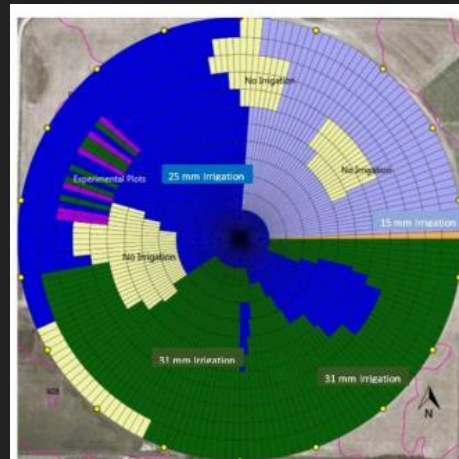 No Irrigation
No Irrigation
25 mm Irrigation
Experimental Plots
15 mm Irrigation
No Irrigation
31 mm Irrigation
31 mm Irrigation
N